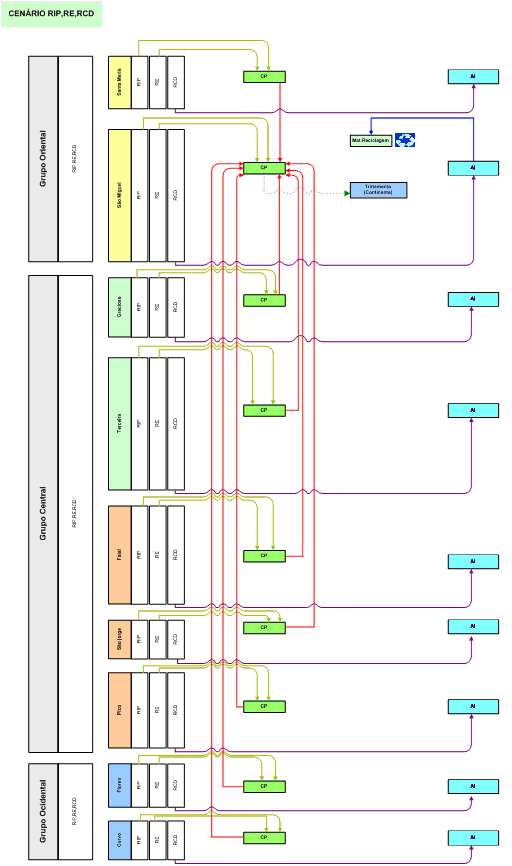 CENÁRIO RIP,RE,RCD
Grupo Oriental
RIP,RE,RCD
Santa Maria
RIP
RE
RCD
CP
AI
São Miguel
RIP
RE
RCD
CP
Mat.Reciclagem
Tratamento
(Continente)
AI
Grupo Central
RIP,RE,RCD
Graciosa
RIP
RE
RCD
CP
AI
Terceira
RIP
RE
RCD
CP
AI
Faial
RIP
RE
RCD
CP
AI
São Jorge
RIP
RE
RCD
CP
AI
Pico
RIP
RE
RCD
CP
AI
Grupo Ocidental
RIP,RE,RCD
Flores
RIP
RE
RCD
CP
AI
Corvo
RIP
RE
RCD
CP
AI